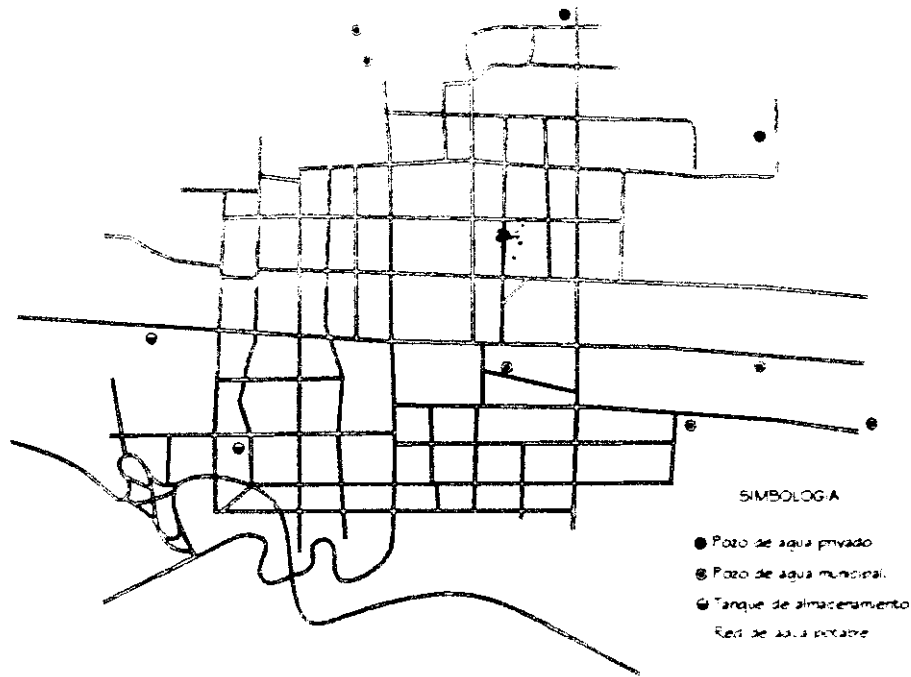 SIMBOLOGIA
Pozo de agua privado
Pozo de agua municipal.
Tanque de almacenamiento
Red de agua potable